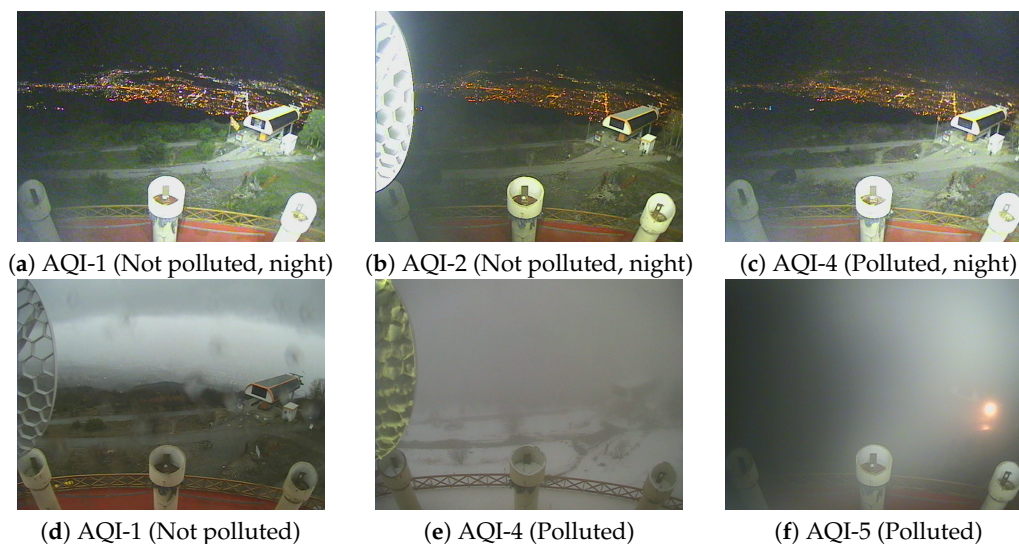 (a) AQI-1 (Not polluted, night)
(b) AQI-2 (Not polluted, night)
(c) AQI-4 (Polluted, night)
(d) AQI-1 (Not polluted)
(e) AQI-4 (Polluted)
(f) AQI-5 (Polluted)